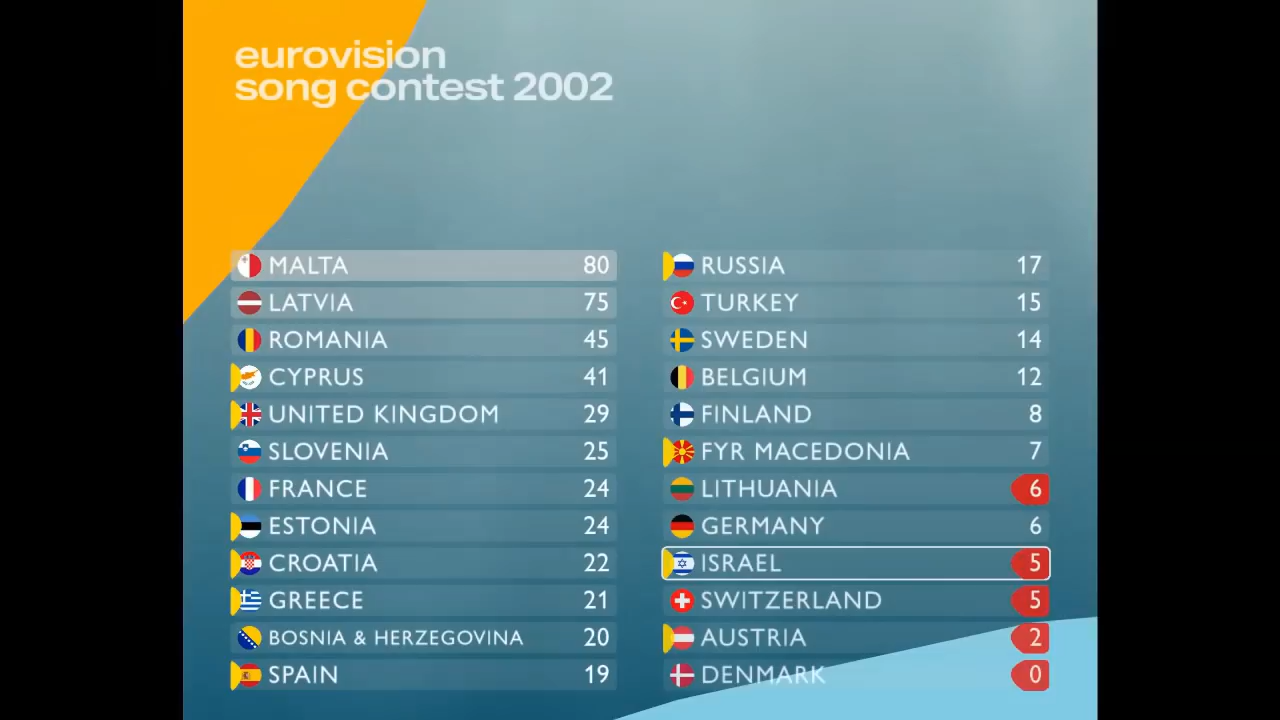 eurovision
song contest 2002
MALTA 80
LATVIA 75
ROMANIA 45
CYPRUS 41
UNITED KINGDOM 29
SLOVENIA 25
FRANCE 24
ESTONIA 24
CROATIA 22
GREECE 21
BOSNIA & HERZEGOVINA 20
SPAIN 19
RUSSIA 17
TURKEY 15
SWEDEN 14
BELGIUM 12
FINLAND 8
FYR MACEDONIA 7
LITHUANIA 6
GERMANY 6
ISRAEL 5
SWITZERLAND 5
AUSTRIA 2
DENMARK 0